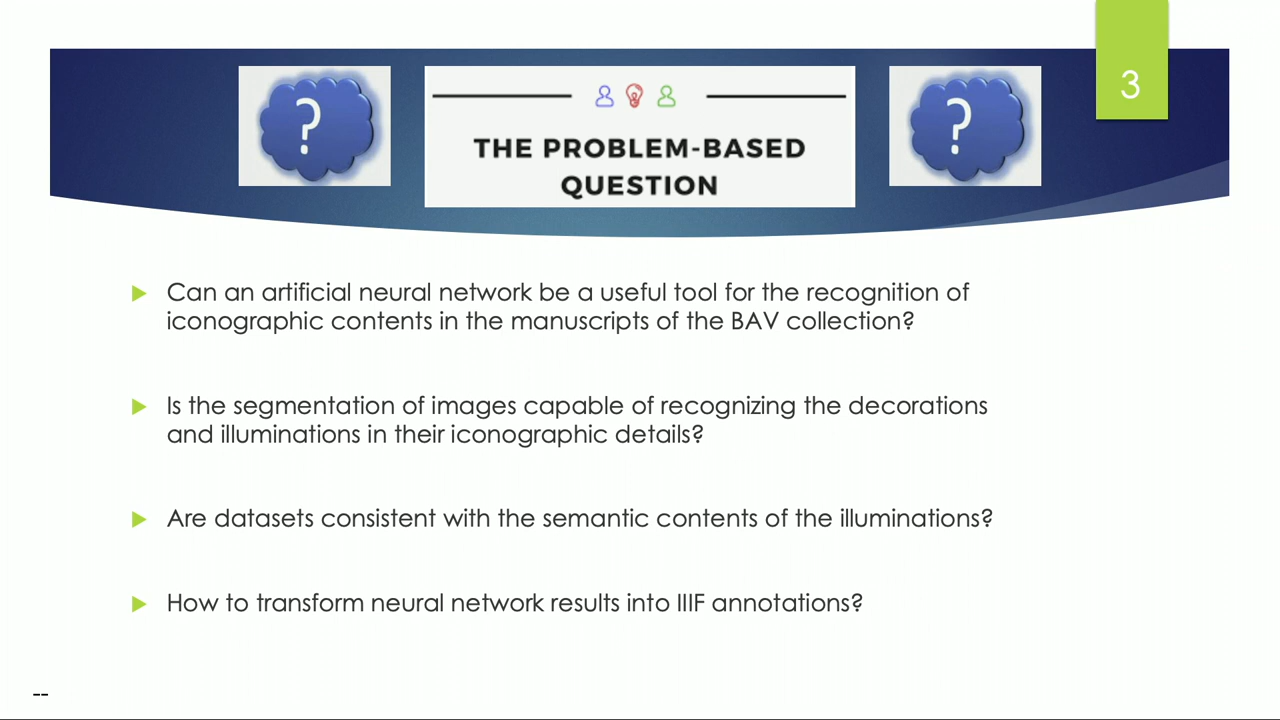 3
?
THE PROBLEM-BASED
QUESTION
?
Can an artificial neural network be a useful tool for the recognition of
iconographic contents in the manuscripts of the BAV collection?
Is the segmentation of images capable of recognizing the decorations
and illuminations in their iconographic details?
Are datasets consistent with the semantic contents of the illuminations?
How to transform neural network results into IIIF annotations?
--